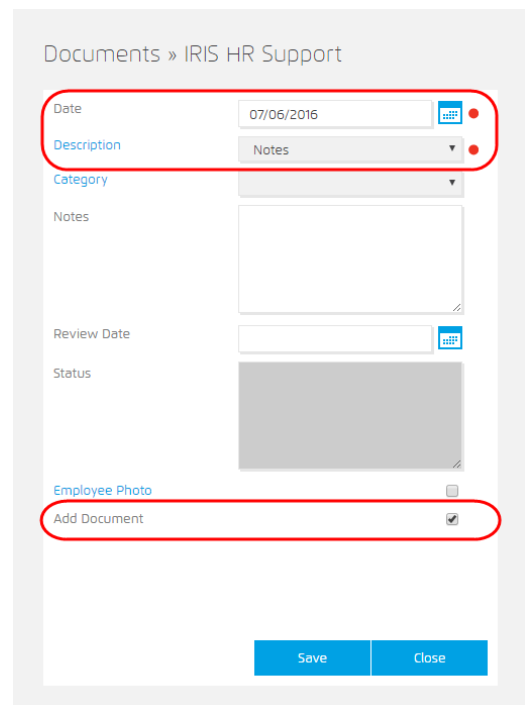 Documents » IRIS HR Support
Date 07/06/2016
Description Notes
Category
Notes
Review Date
Status
Employee Photo
Add Document
Save Close